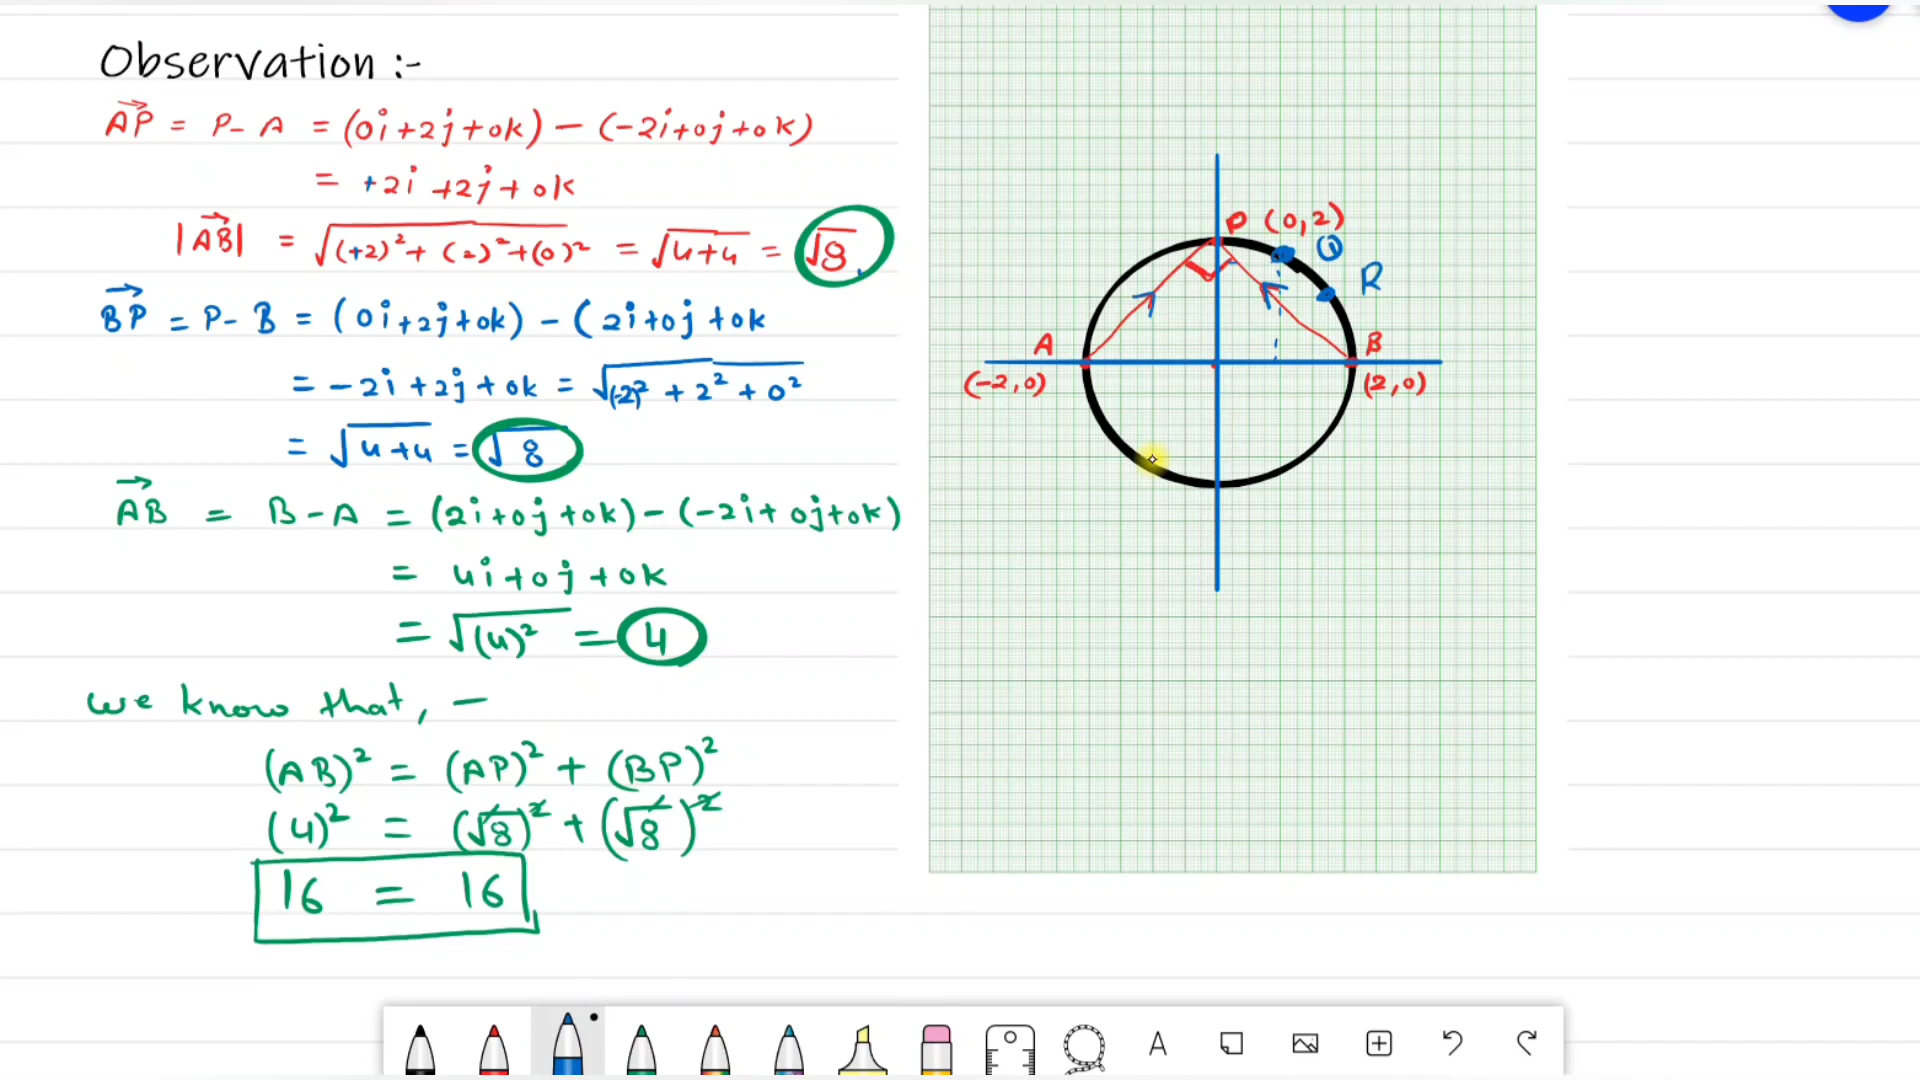 Observation :-
AP = P - A = (0i+2j+0k) - (-2i+0j+0k)
= +2i +2j + 0k
|AB| = √(+2)²+(2)²+(0)² = √4+4 = √8
BP = P - B = (0i+2j+0k) - (2i+0j+0k
= -2i +2j + 0k = √(-2)² + 2² + 0²
= √4+4 = √8
AB = B - A = (2i+0j+0k) - (-2i+0j+0k)
= 4i+0j+0k
= √(4)² = 4
we know that, -
(AB)² = (AP)² + (BP)²
(4)² = (√8)² + (√8)²
16 = 16
P (0,2)
R
A
B
(-2,0)
(2,0)
A